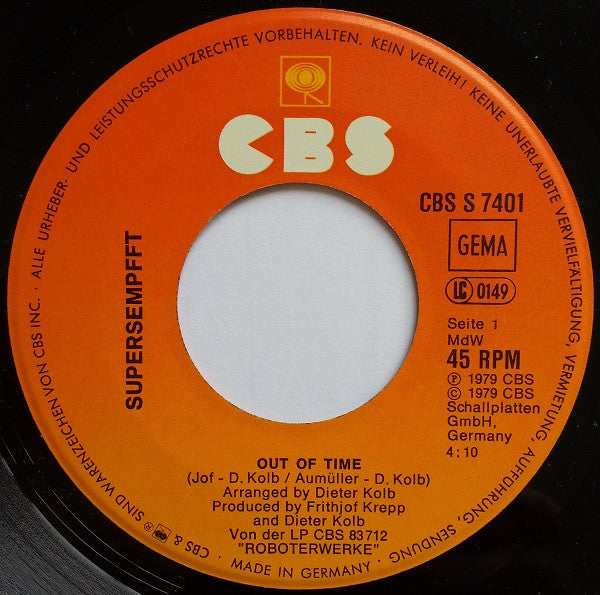 · ALLE URHEBER- UND LEISTUNGSSCHUTZRECHTE VORBEHALTEN. KEIN VERLEIH! KEINE UNERLAUBTE VERVIELFÄLTIGUNG, VERMIETUNG, AUFFÜHRUNG, SENDUNG
CBS
CBS S 7401
GEMA
LC 0149
Seite 1
MdW
45 RPM
℗ 1979 CBS
© 1979 CBS
Schallplatten
GmbH,
Germany
4:10
SUPERSEMPFFT
OUT OF TIME
(Jof - D. Kolb / Aumüller - D. Kolb)
Arranged by Dieter Kolb
Produced by Frithjof Krepp
and Dieter Kolb
Von der LP CBS 83712
"ROBOTERWERKE"
MADE IN GERMANY
CBS & ® SIND WARENZEICHEN VON CBS INC.